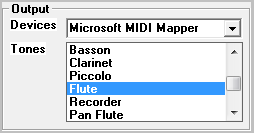 Output
Devices Microsoft MIDI Mapper
Tones
Basson
Clarinet
Piccolo
Flute
Recorder
Pan Flute